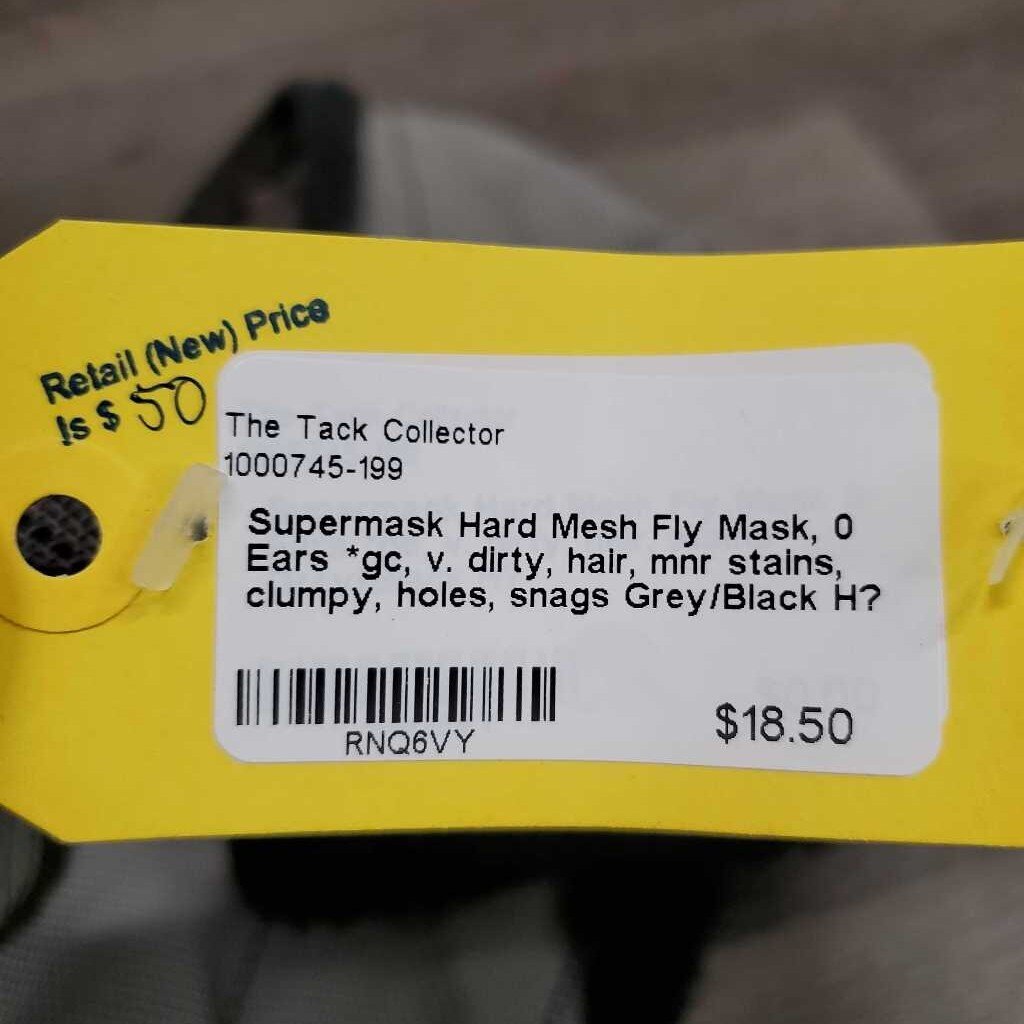 Retail (New) Price
Is $ 50
The Tack Collector
1000745-199
Supermask Hard Mesh Fly Mask, 0
Ears *gc, v. dirty, hair, mnr stains,
clumpy, holes, snags Grey/Black H?
RNQ6VY
$18.50